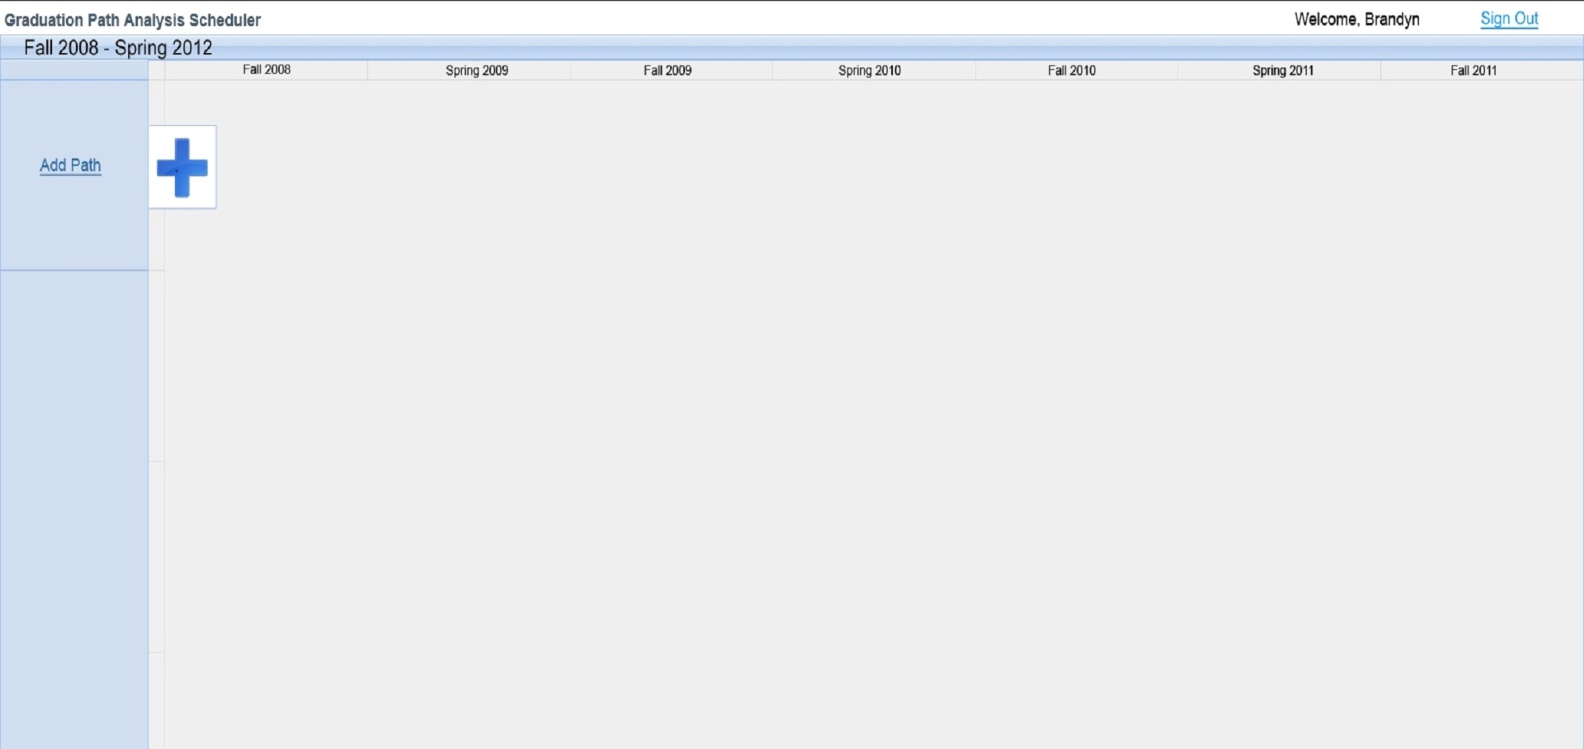 Graduation Path Analysis Scheduler
Welcome, Brandyn
Sign Out
Fall 2008 - Spring 2012
Fall 2008
Spring 2009
Fall 2009
Spring 2010
Fall 2010
Spring 2011
Fall 2011
Add Path